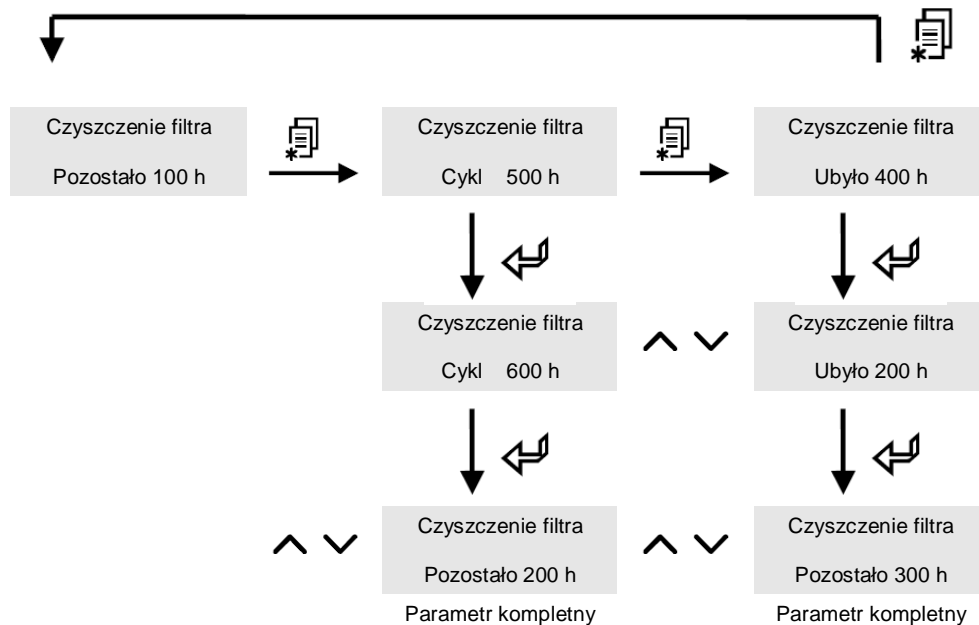 Czyszczenie filtra
Pozostało 100 h
Czyszczenie filtra
Cykl 500 h
Czyszczenie filtra
Ubyło 400 h
Czyszczenie filtra
Cykl 600 h
Czyszczenie filtra
Ubyło 200 h
Czyszczenie filtra
Pozostało 200 h
Parametr kompletny
Czyszczenie filtra
Pozostało 300 h
Parametr kompletny